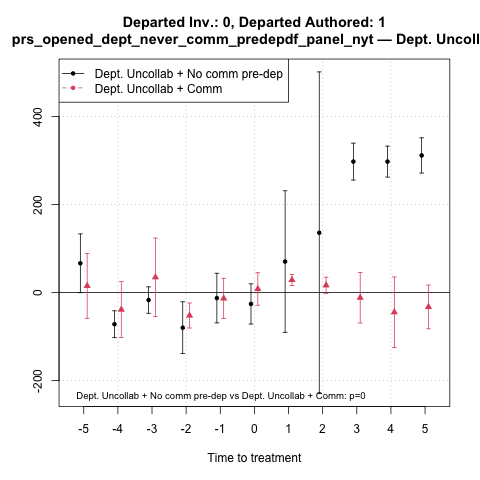 Departed Inv.: 0, Departed Authored: 1
prs_opened_dept_never_comm_predepdf_panel_nyt — Dept. Uncoll
Dept. Uncollab + No comm pre-dep
Dept. Uncollab + Comm
400
200
0
-200
Dept. Uncollab + No comm pre-dep vs Dept. Uncollab + Comm: p=0
-5 -4 -3 -2 -1 0 1 2 3 4 5
Time to treatment